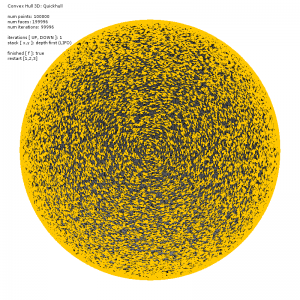 Convex Hull 3D: Quickhull
num points: 100000
num faces: 199996
num iterations: 99996
iterations [ UP, DOWN ]: 1
stack [ x,y ]: depth first (LIFO)
finished [ f ]: true
restart [1,2,3]